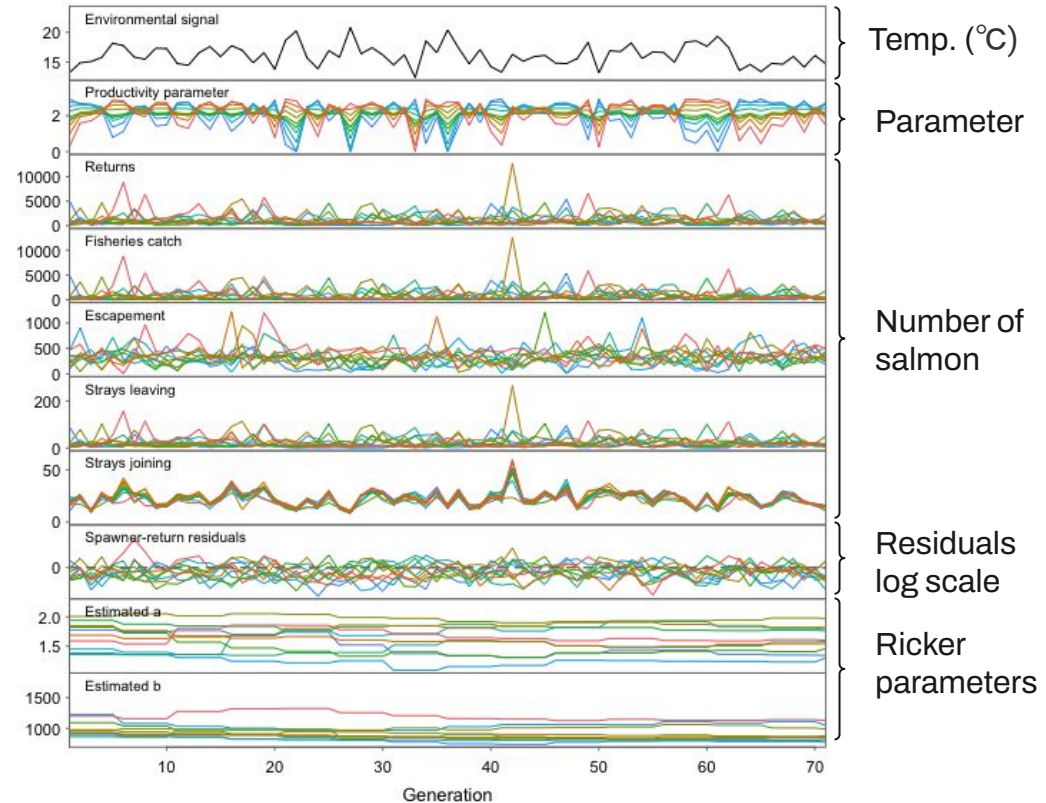 Environmental signal
20
15
Temp. (°C)
Productivity parameter
2
0
Parameter
Returns
10000
5000
0
Fisheries catch
10000
5000
0
Escapement
1000
500
0
Number of
salmon
Strays leaving
200
0
Strays joining
50
0
Spawner-return residuals
0
Residuals
log scale
Estimated a
2.0
1.5
Ricker
parameters
Estimated b
1500
1000
10 20 30 40 50 60 70
Generation